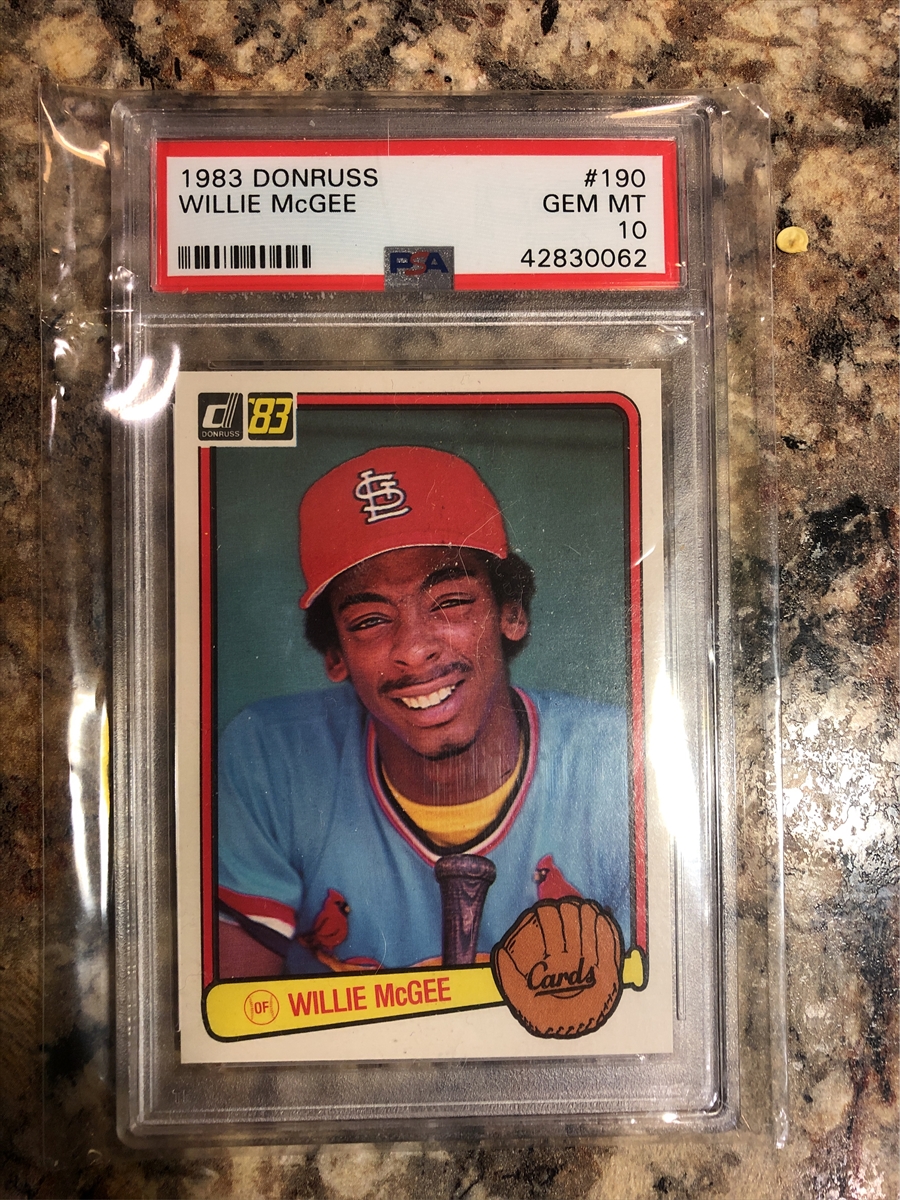 1983 DONRUSS #190
WILLIE McGEE GEM MT
10
42830062
PSA
d '83
DONRUSS
StL
Cards
OF WILLIE McGEE